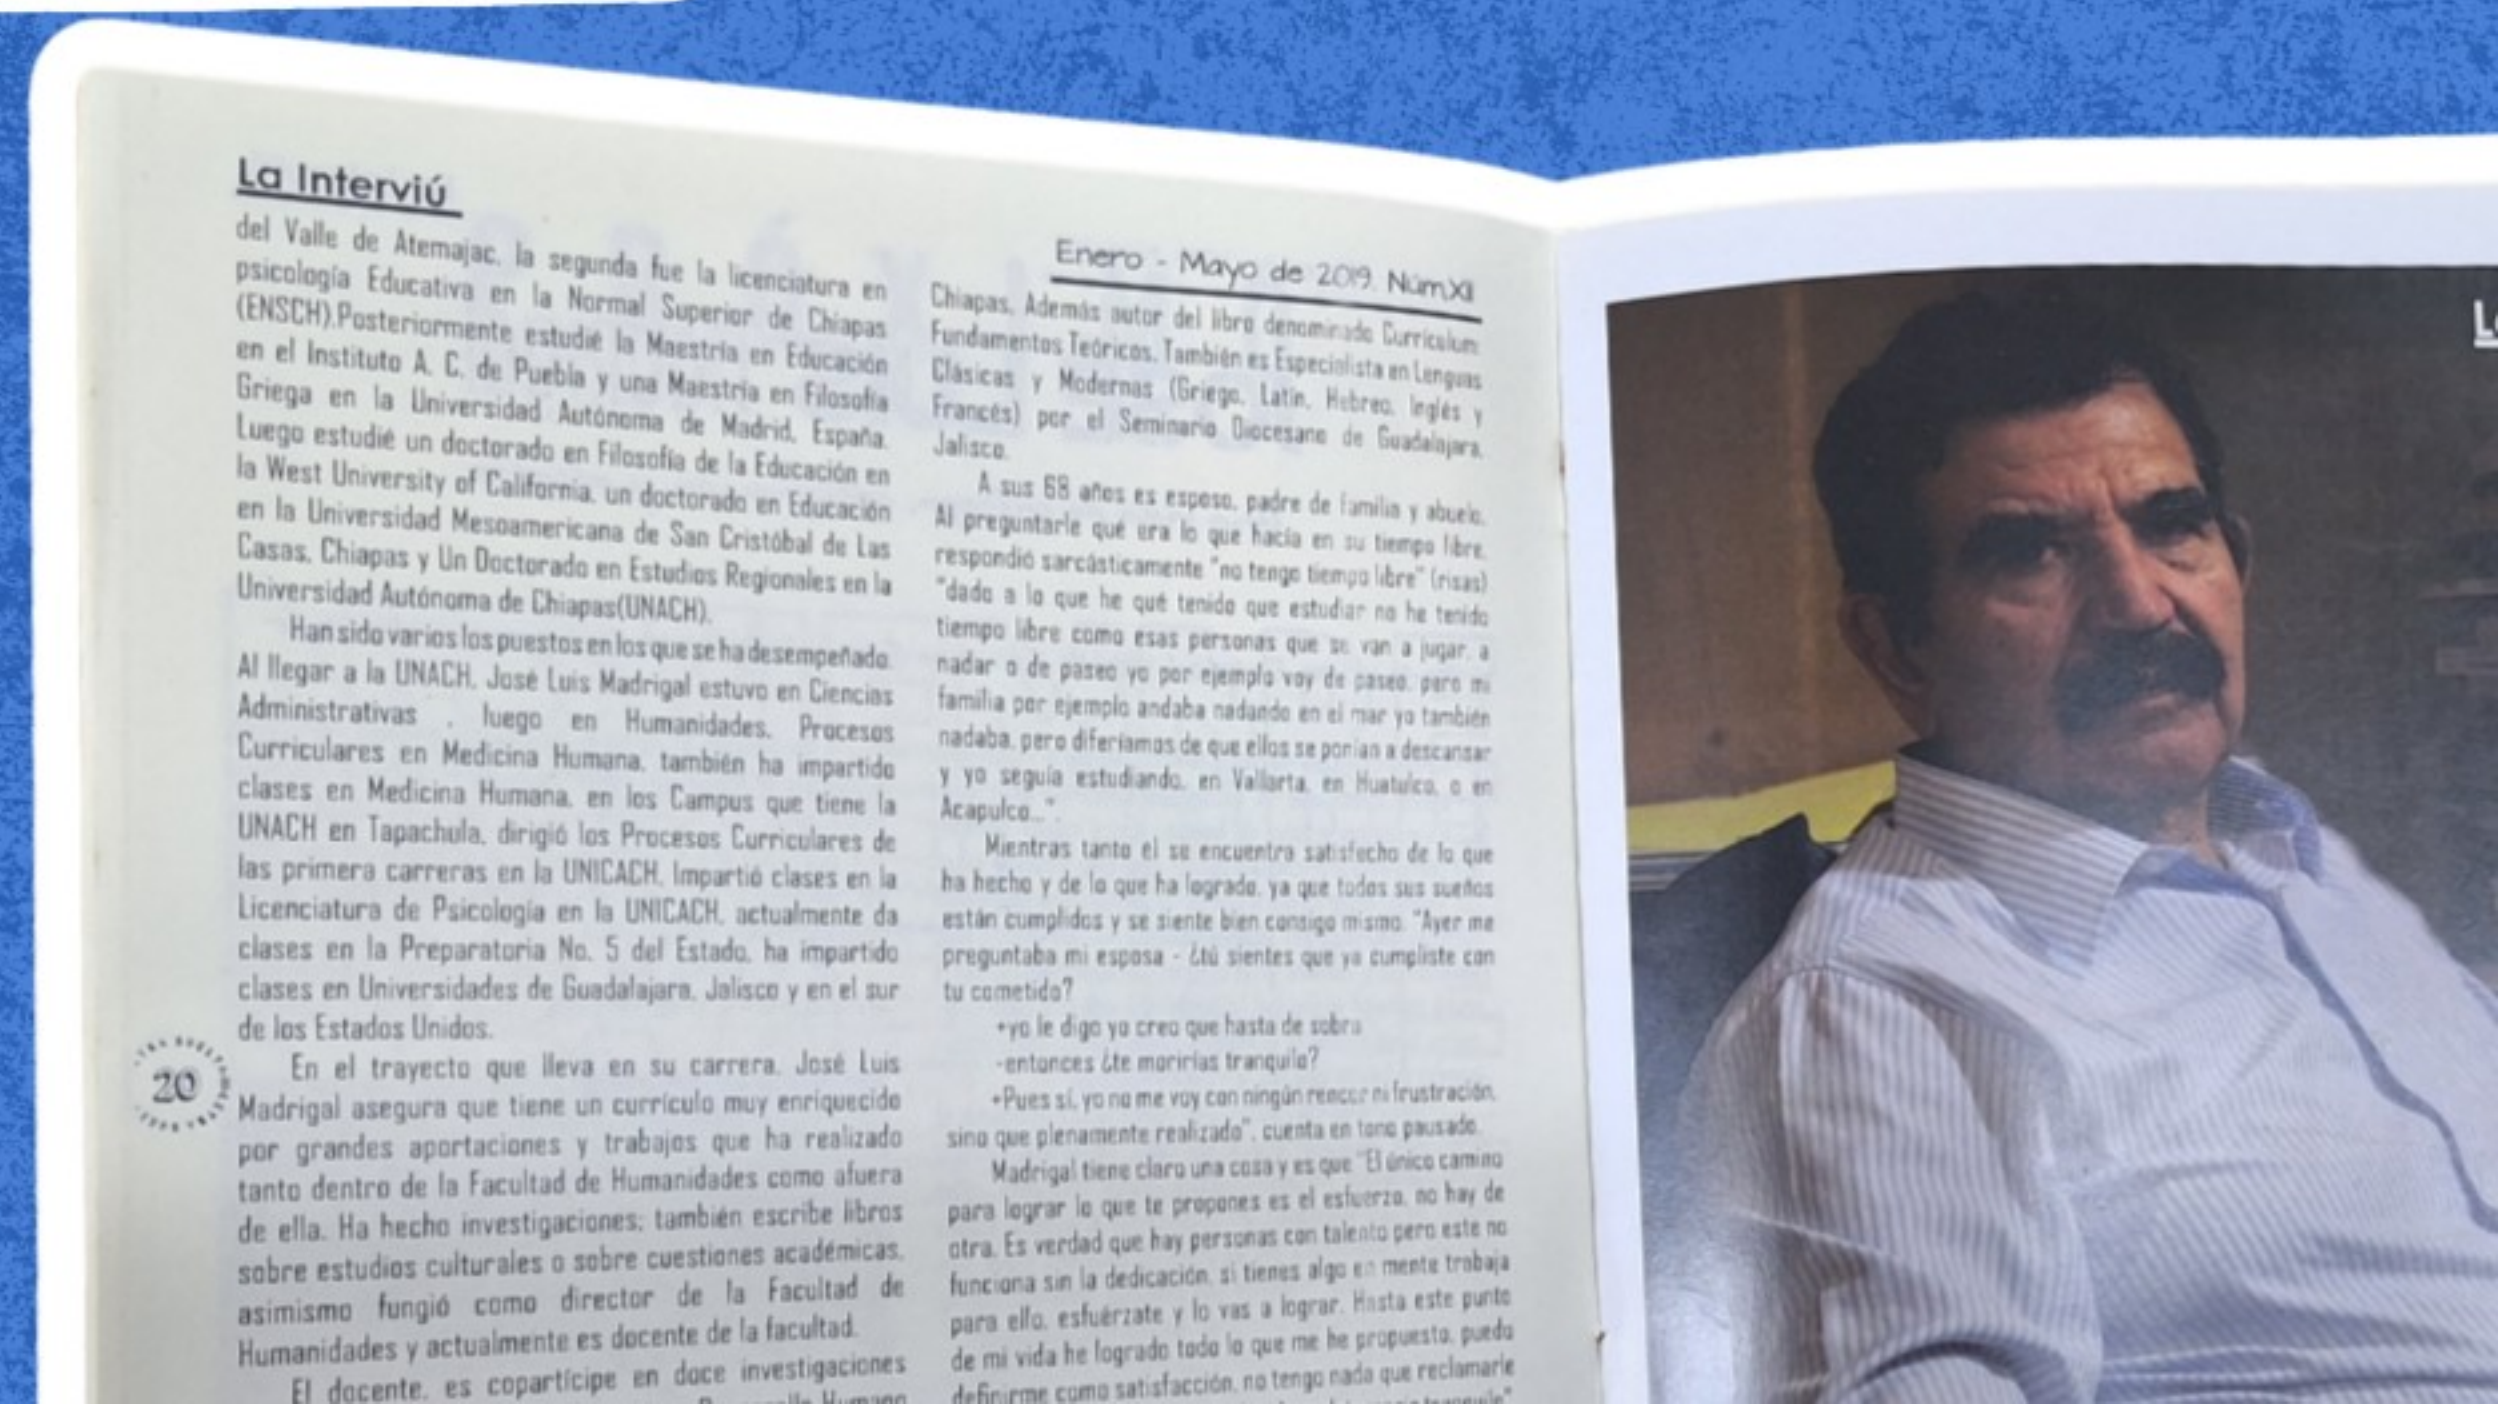 La Interviú
del Valle de Atemajac, la segunda fue la licenciatura en
psicología Educativa en la Normal Superior de Chiapas
(ENSCH).Posteriormente estudié la Maestría en Educación
en el Instituto A. C. de Puebla y una Maestría en Filosofía
Griega en la Universidad Autónoma de Madrid, España.
Luego estudié un doctorado en Filosofía de la Educación en
la West University of California, un doctorado en Educación
en la Universidad Mesoamericana de San Cristóbal de Las
Casas, Chiapas y Un Doctorado en Estudios Regionales en la
Universidad Autónoma de Chiapas(UNACH).
Han sido varios los puestos en los que se ha desempeñado.
Al llegar a la UNACH, José Luis Madrigal estuvo en Ciencias
Administrativas , luego en Humanidades, Procesos
Curriculares en Medicina Humana, también ha impartido
clases en Medicina Humana, en los Campus que tiene la
UNACH en Tapachula, dirigió los Procesos Curriculares de
las primera carreras en la UNICACH, Impartió clases en la
Licenciatura de Psicología en la UNICACH, actualmente da
clases en la Preparatoria No. 5 del Estado, ha impartido
clases en Universidades de Guadalajara, Jalisco y en el sur
de los Estados Unidos.
En el trayecto que lleva en su carrera, José Luis
Madrigal asegura que tiene un currículo muy enriquecido
por grandes aportaciones y trabajos que ha realizado
tanto dentro de la Facultad de Humanidades como afuera
de ella. Ha hecho investigaciones; también escribe libros
sobre estudios culturales o sobre cuestiones académicas,
asimismo fungió como director de la Facultad de
Humanidades y actualmente es docente de la facultad.
El docente, es copartícipe en doce investigaciones
Humano
20
Enero - Mayo de 2019. Núm.XII
Chiapas, Además autor del libro denominado Curriculum
Fundamentos Teóricos. También es Especialista en Lenguas
Clásicas y Modernas (Griego, Latín, Hebreo, Inglés y
Francés) por el Seminario Diocesano de Guadalajara,
Jalisco.
A sus 68 años es esposo, padre de familia y abuelo.
Al preguntarle qué era lo que hacía en su tiempo libre,
respondió sarcásticamente "no tengo tiempo libre" (risas)
"dado a lo que he qué tenido que estudiar no he tenido
tiempo libre como esas personas que se van a jugar, a
nadar o de paseo yo por ejemplo voy de paseo, pero mi
familia por ejemplo andaba nadando en el mar yo también
nadaba, pero diferíamos de que ellos se ponían a descansar
y yo seguía estudiando, en Vallarta, en Huatulco, o en
Acapulco...".
Mientras tanto él se encuentra satisfecho de lo que
ha hecho y de lo que ha logrado, ya que todos sus sueños
están cumplidos y se siente bien consigo mismo. "Ayer me
preguntaba mi esposa - ¿tú sientes que ya cumpliste con
tu cometido?
+yo le digo yo creo que hasta de sobra
-entonces ¿te morirías tranquilo?
+Pues sí, yo no me voy con ningún rencor ni frustración,
sino que plenamente realizado", cuenta en tono pausado.
Madrigal tiene claro una cosa y es que "El único camino
para lograr lo que te propones es el esfuerzo, no hay de
otra. Es verdad que hay personas con talento pero este no
funciona sin la dedicación, si tienes algo en mente trabaja
para ello, esfuérzate y lo vas a lograr. Hasta este punto
de mi vida he logrado todo lo que me he propuesto, puedo
definirme como satisfacción, no tengo nada que reclamarle